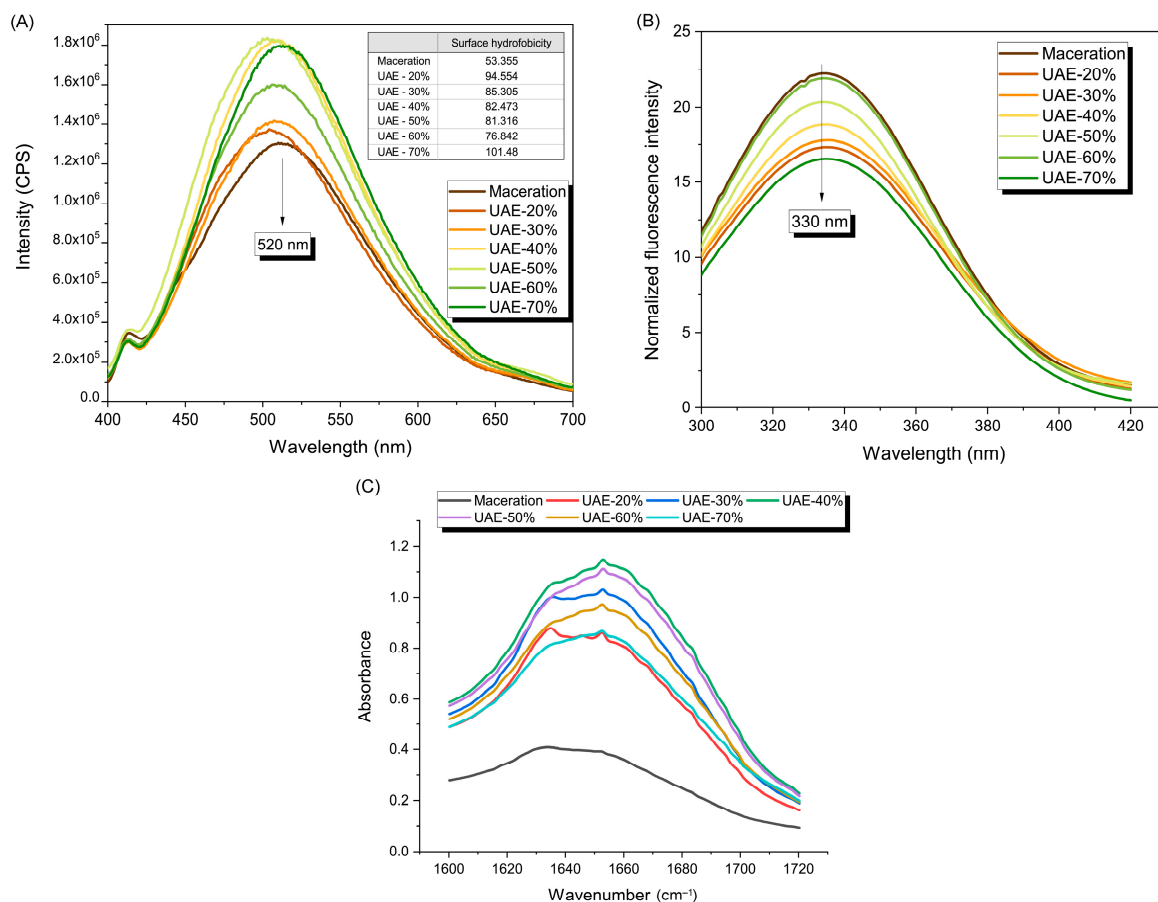 (A)
Intensity (CPS)
1.8x10⁶
1.6x10⁶
1.4x10⁶
1.2x10⁶
1.0x10⁶
8.0x10⁵
6.0x10⁵
4.0x10⁵
2.0x10⁵
0.0
400 450 500 550 600 650 700
Wavelength (nm)
Surface hydrofobicity
Maceration 53.355
UAE - 20% 94.554
UAE - 30% 85.305
UAE - 40% 82.473
UAE - 50% 81.316
UAE - 60% 76.842
UAE - 70% 101.48
520 nm
Maceration
UAE-20%
UAE-30%
UAE-40%
UAE-50%
UAE-60%
UAE-70%
(B)
Normalized fluorescence intensity
25
20
15
10
5
0
300 320 340 360 380 400 420
Wavelength (nm)
330 nm
Maceration
UAE-20%
UAE-30%
UAE-40%
UAE-50%
UAE-60%
UAE-70%
(C)
Maceration UAE-20% UAE-30% UAE-40%
UAE-50% UAE-60% UAE-70%
Absorbance
1.2
1.0
0.8
0.6
0.4
0.2
0.0
1600 1620 1640 1660 1680 1700 1720
Wavenumber (cm⁻¹)